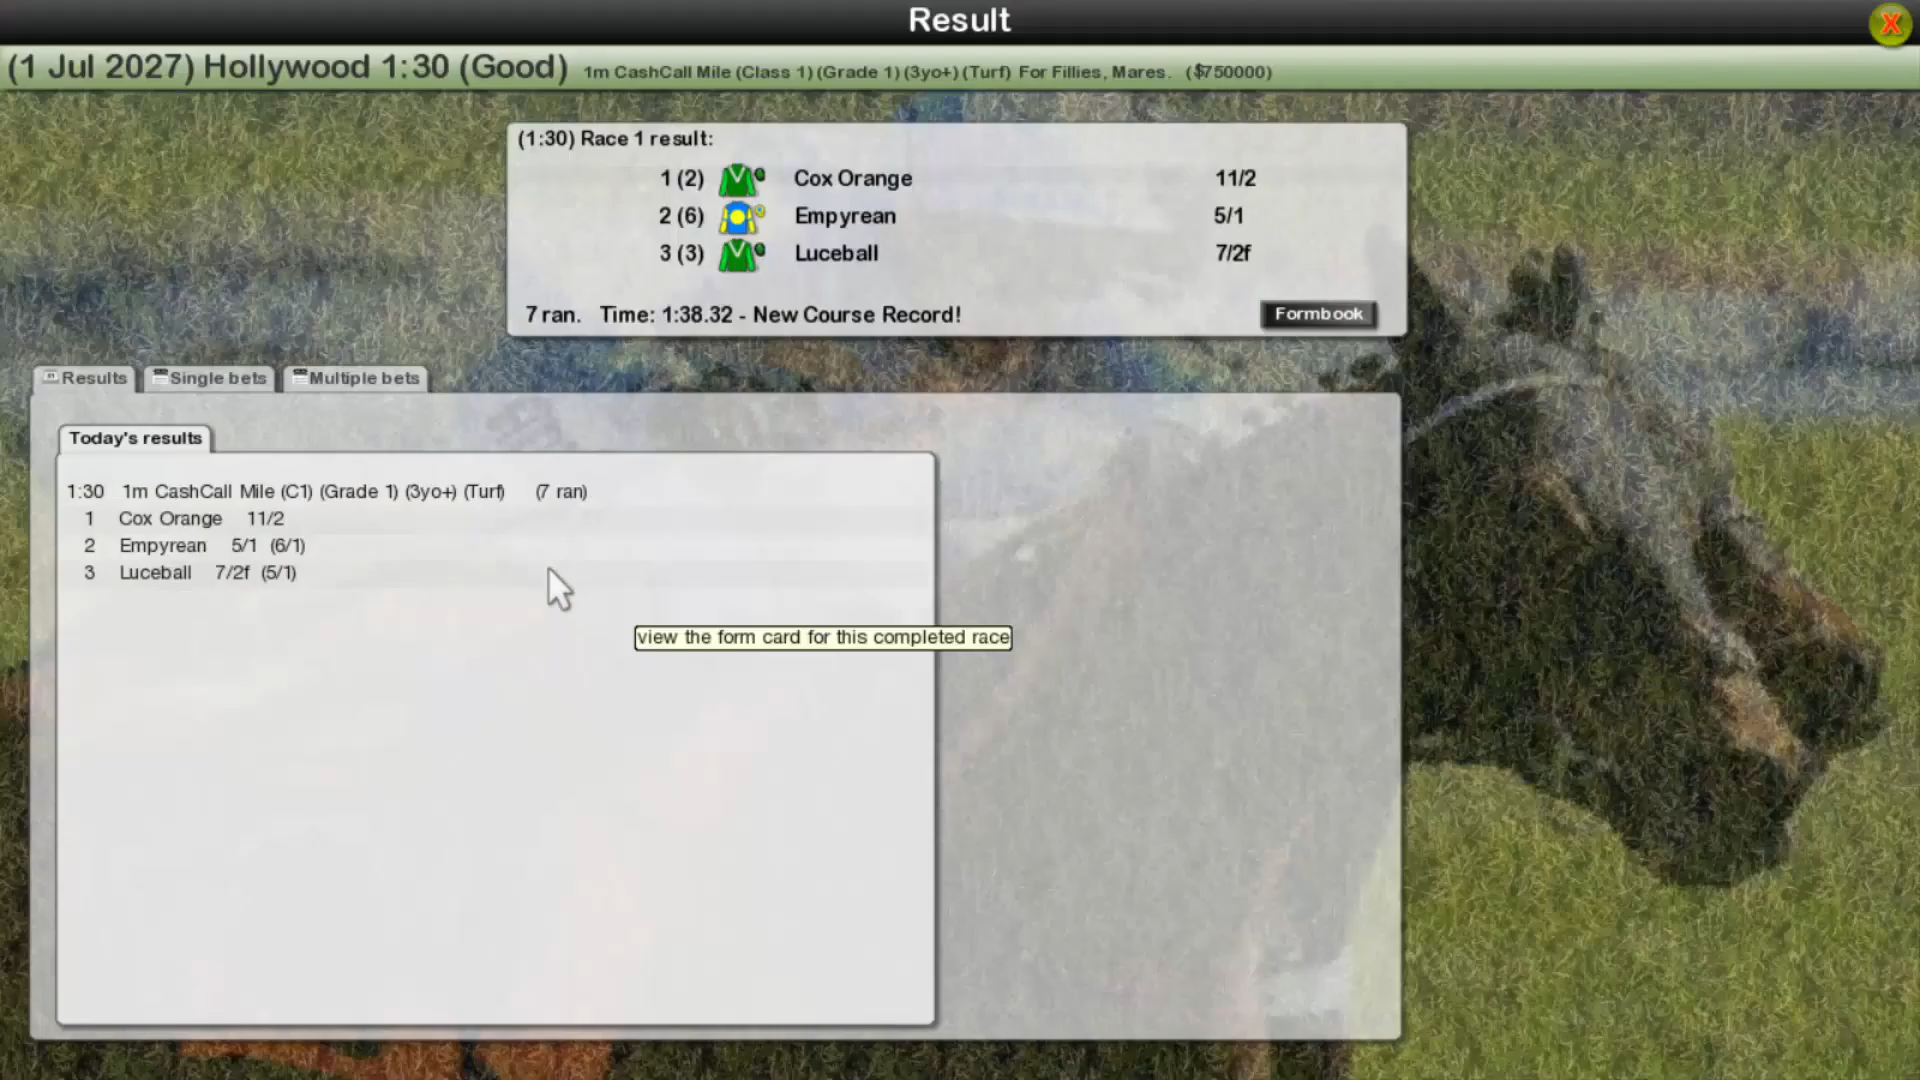 Result
X
(1 Jul 2027) Hollywood 1:30 (Good) 1m CashCall Mile (Class 1) (Grade 1) (3yo+) (Turf) For Fillies, Mares. ($750000)
(1:30) Race 1 result:
1 (2) Cox Orange 11/2
2 (6) Empyrean 5/1
3 (3) Luceball 7/2f
7 ran. Time: 1:38.32 - New Course Record! Formbook
Results Single bets Multiple bets
Today's results
1:30 1m CashCall Mile (C1) (Grade 1) (3yo+) (Turf) (7 ran)
1 Cox Orange 11/2
2 Empyrean 5/1 (6/1)
3 Luceball 7/2f (5/1)
view the form card for this completed race